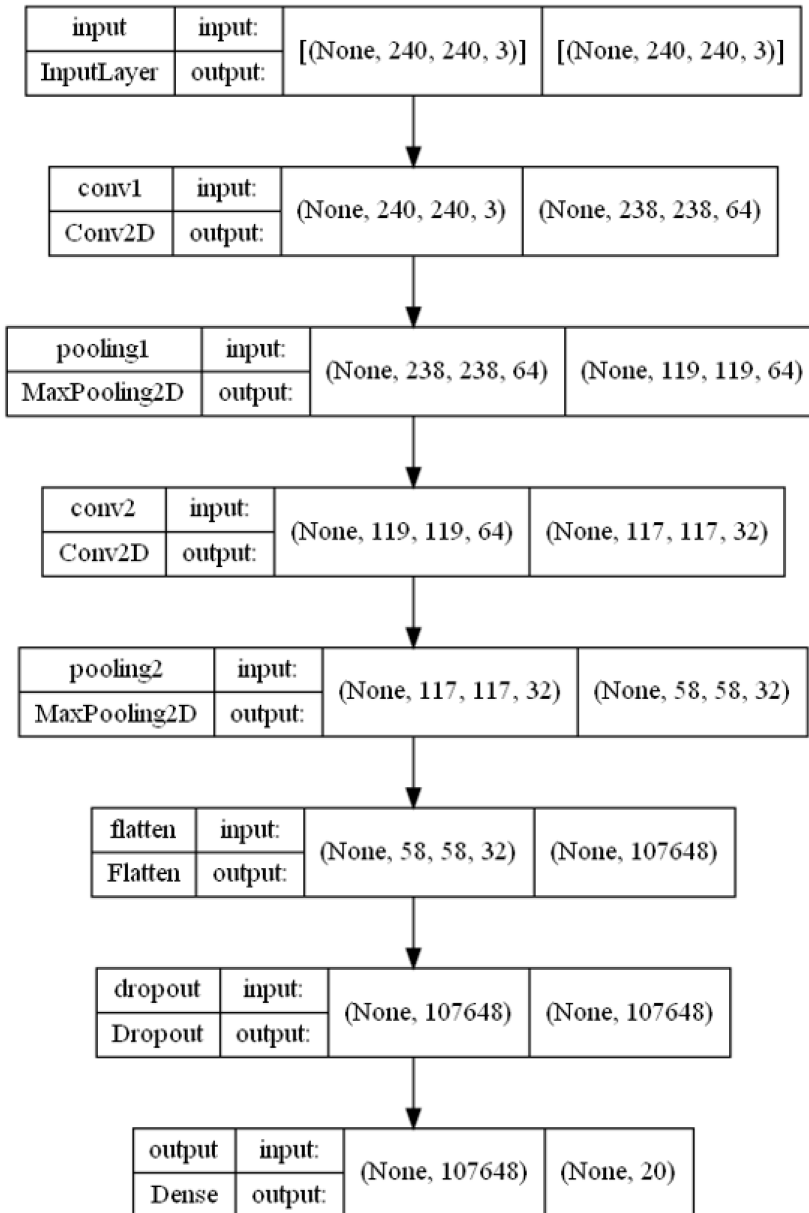 input input: [(None, 240, 240, 3)] [(None, 240, 240, 3)]
InputLayer output:
conv1 input: (None, 240, 240, 3) (None, 238, 238, 64)
Conv2D output:
pooling1 input: (None, 238, 238, 64) (None, 119, 119, 64)
MaxPooling2D output:
conv2 input: (None, 119, 119, 64) (None, 117, 117, 32)
Conv2D output:
pooling2 input: (None, 117, 117, 32) (None, 58, 58, 32)
MaxPooling2D output:
flatten input: (None, 58, 58, 32) (None, 107648)
Flatten output:
dropout input: (None, 107648) (None, 107648)
Dropout output:
output input: (None, 107648) (None, 20)
Dense output: